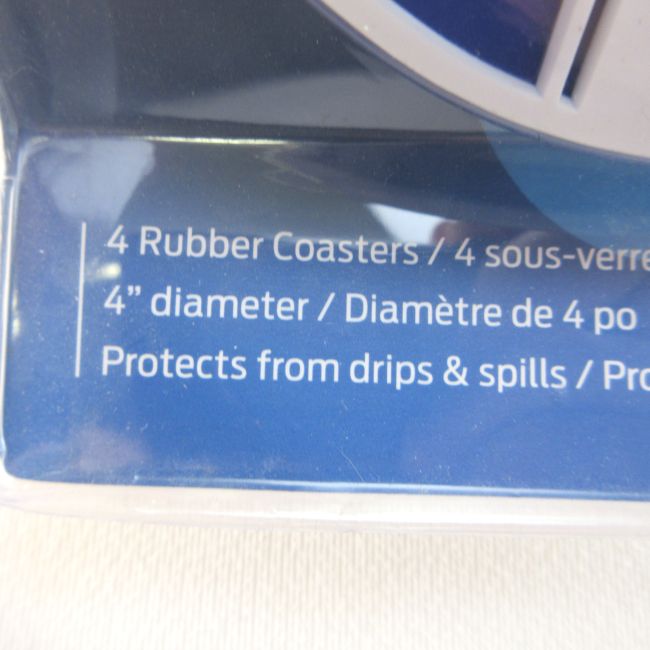 4 Rubber Coasters / 4 sous-verre
4” diameter / Diamètre de 4 po
Protects from drips & spills / Pro